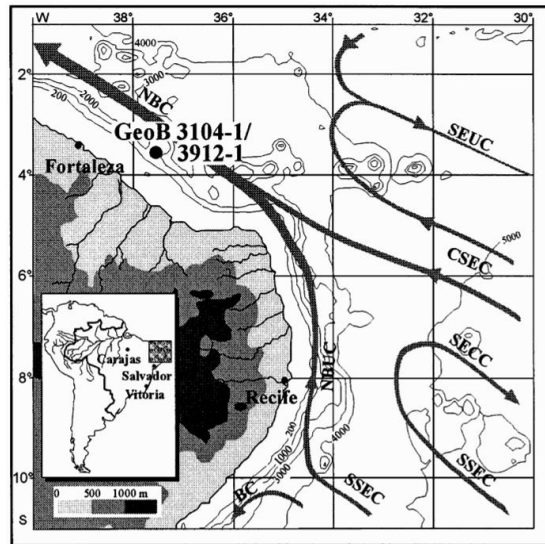 38° 36° 34° 32° 30°
2°
4°
6°
8°
10°
S
W
4000
3000
2000
200
NBC
SEUC
GeoB 3104-1/
3912-1
Fortaleza
CSEC
5000
NBUC
SECC
Carajas
Salvador
Vitoria
Recife
200
1000
3000
4000
BC
SSEC
SSEC
0 500 1000 m